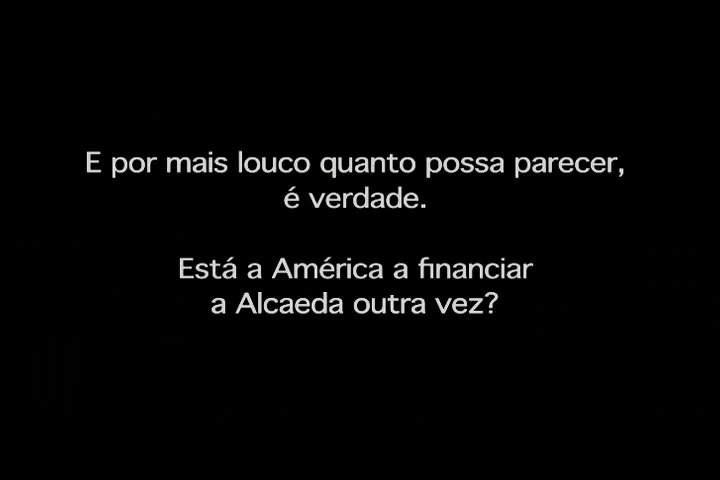 E por mais louco quanto possa parecer,
é verdade.
Está a América a financiar
a Alcaeda outra vez?